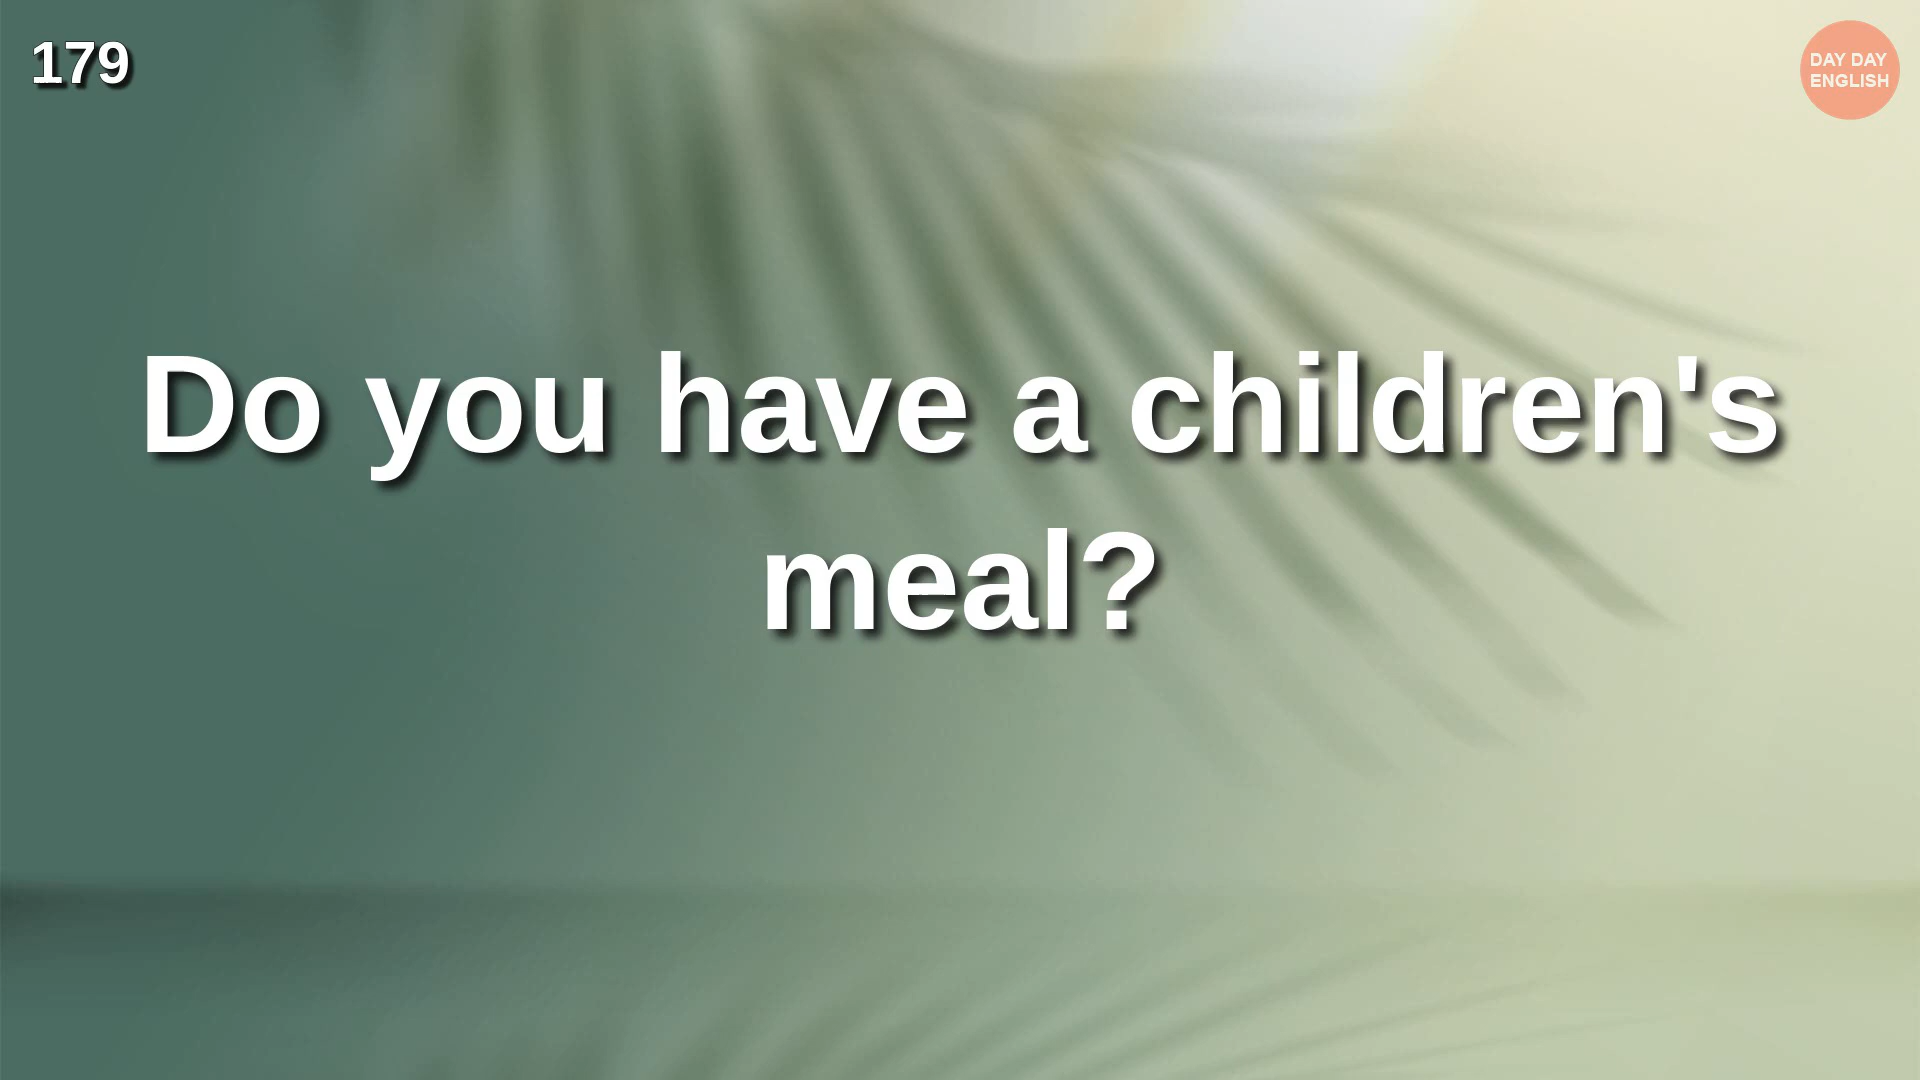 179
DAY DAY
ENGLISH
Do you have a children's
meal?